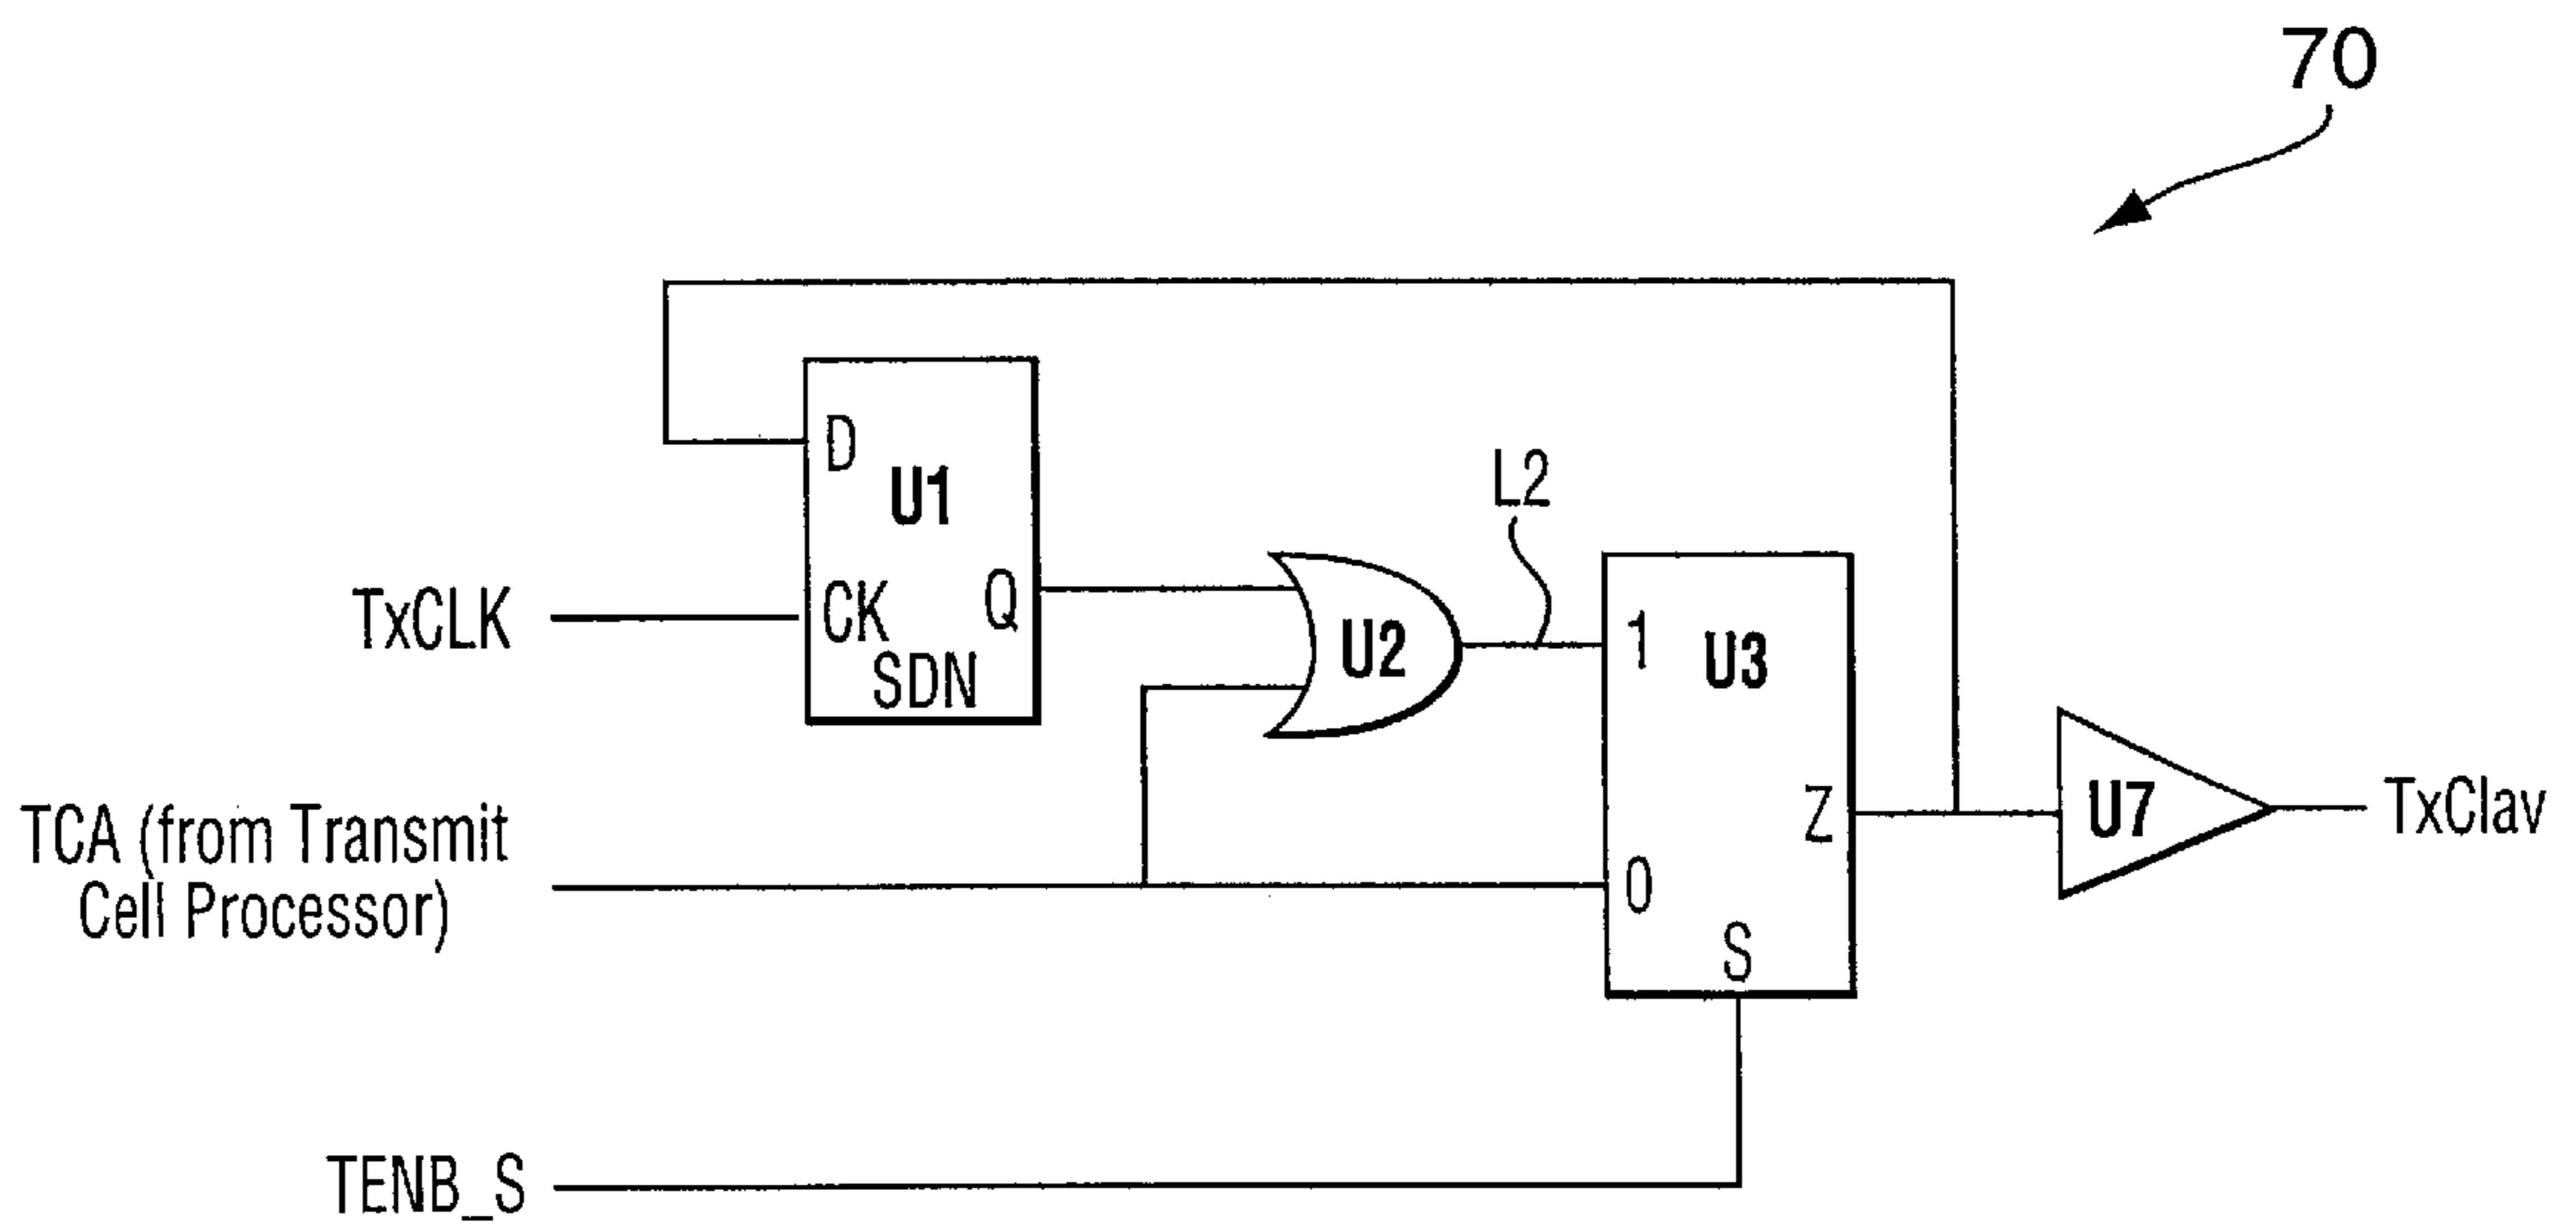 70
D
U1
L2
TxCLK
CK
Q
SDN
U2
1
U3
TCA (from Transmit
Cell Processor)
Z
U7
TxClav
0
S
TENB_S